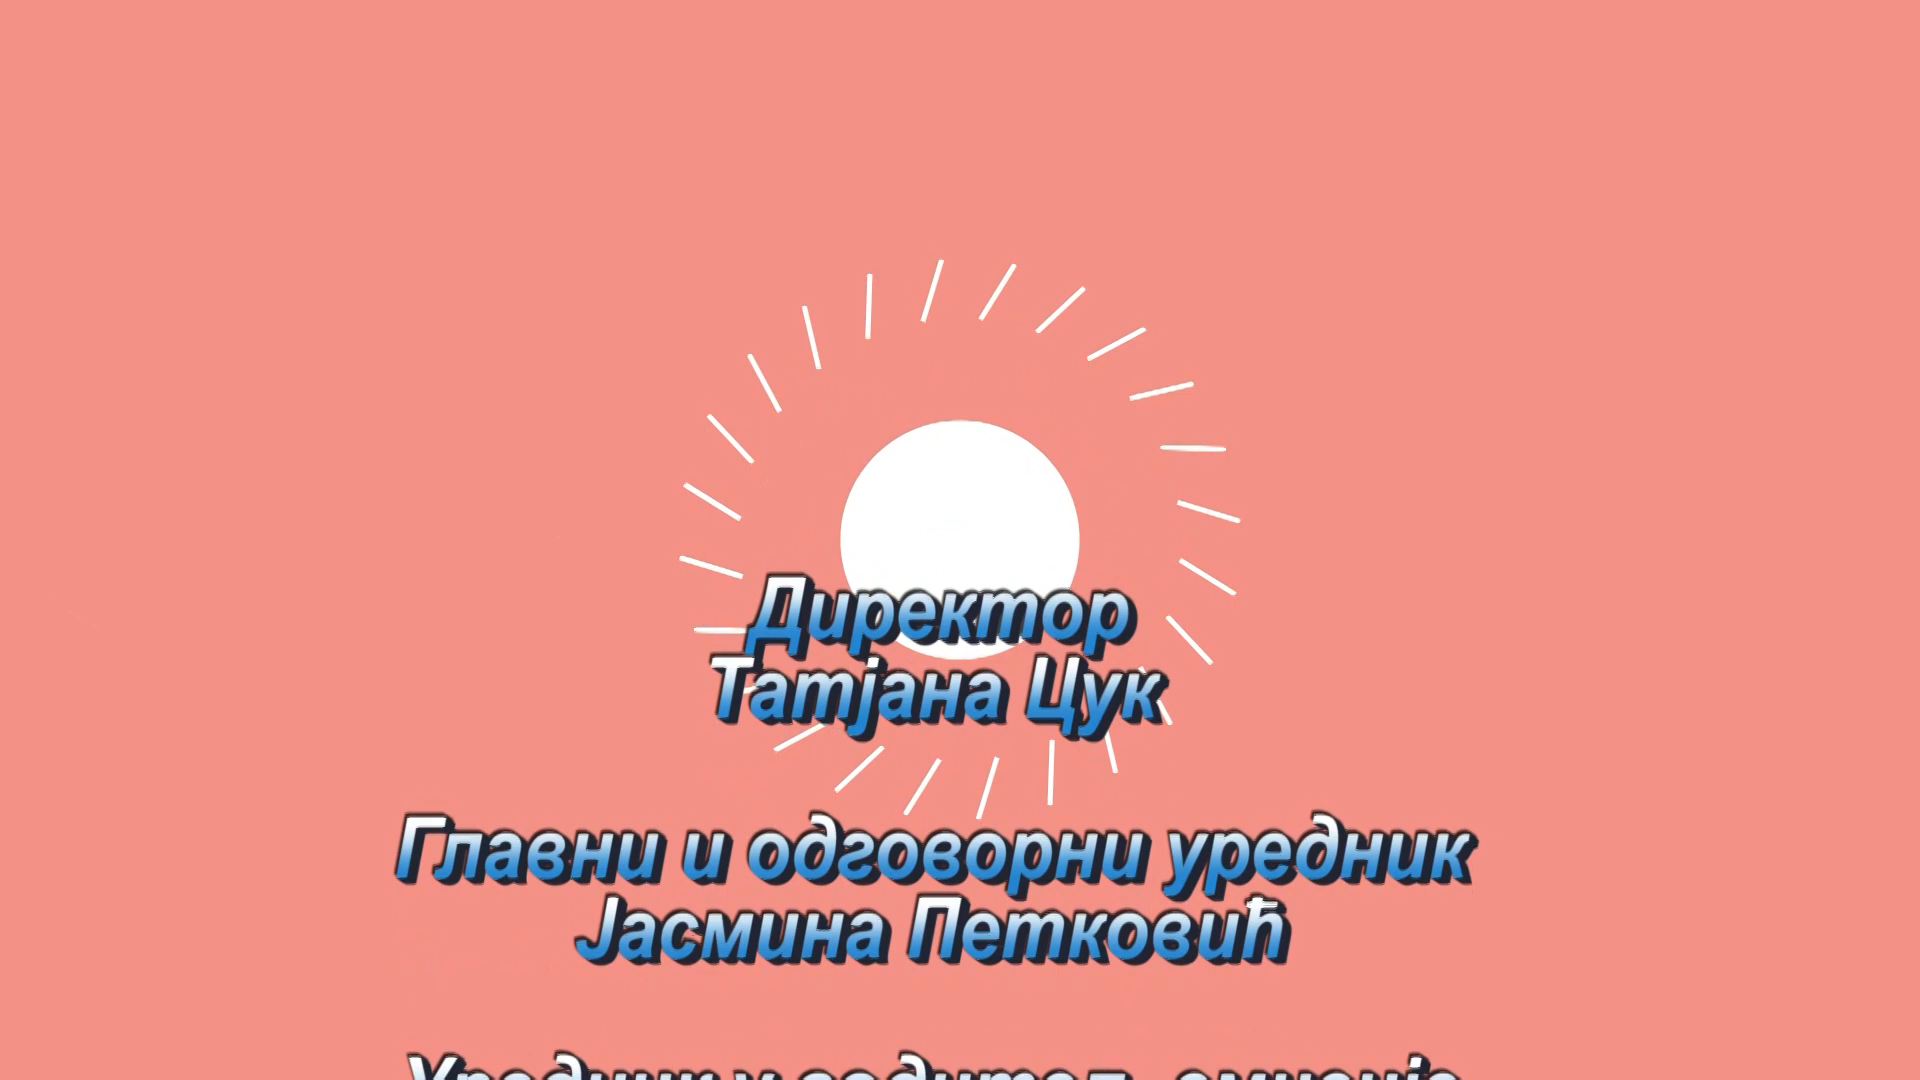 Директор
Татјана Цук
Главни и одговорни уредник
Јасмина Петковић